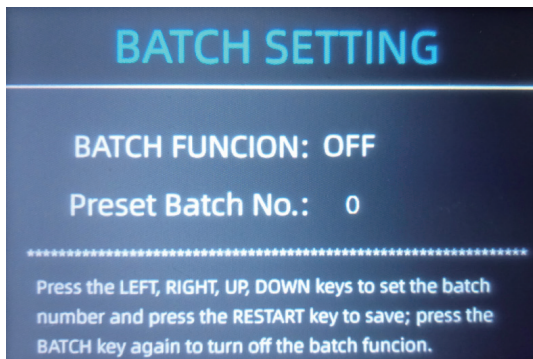 BATCH SETTING
BATCH FUNCION: OFF
Preset Batch No.: 0
******************************************************************************
Press the LEFT, RIGHT, UP, DOWN keys to set the batch
number and press the RESTART key to save; press the
BATCH key again to turn off the batch funcion.